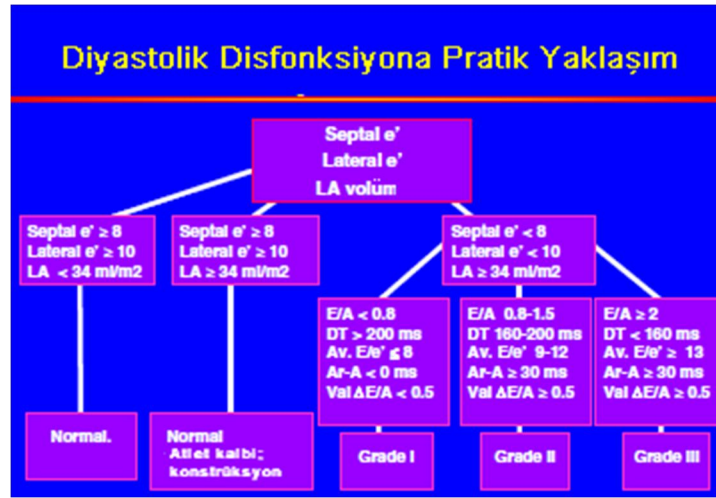 Diyastolik Disfonksiyona Pratik Yaklaşım
Septal e'
Lateral e'
LA volüm
Septal e' ≥ 8
Lateral e' ≥ 10
LA < 34 ml/m2
Septal e' ≥ 8
Lateral e' ≥ 10
LA ≥ 34 ml/m2
Septal e' < 8
Lateral e' < 10
LA ≥ 34 ml/m2
E/A < 0.8
DT > 200 ms
Av. E/e' ≤ 8
Ar-A < 0 ms
Val ΔE/A < 0.5
E/A 0.8-1.5
DT 160-200 ms
Av. E/e' 9-12
Ar-A ≥ 30 ms
Val ΔE/A ≥ 0.5
E/A ≥ 2
DT < 160 ms
Av. E/e' ≥ 13
Ar-A ≥ 30 ms
Val ΔE/A ≥ 0.5
Normal.
Normal
Atlet kalbi;
konstrüksyon
Grade I
Grade II
Grade III